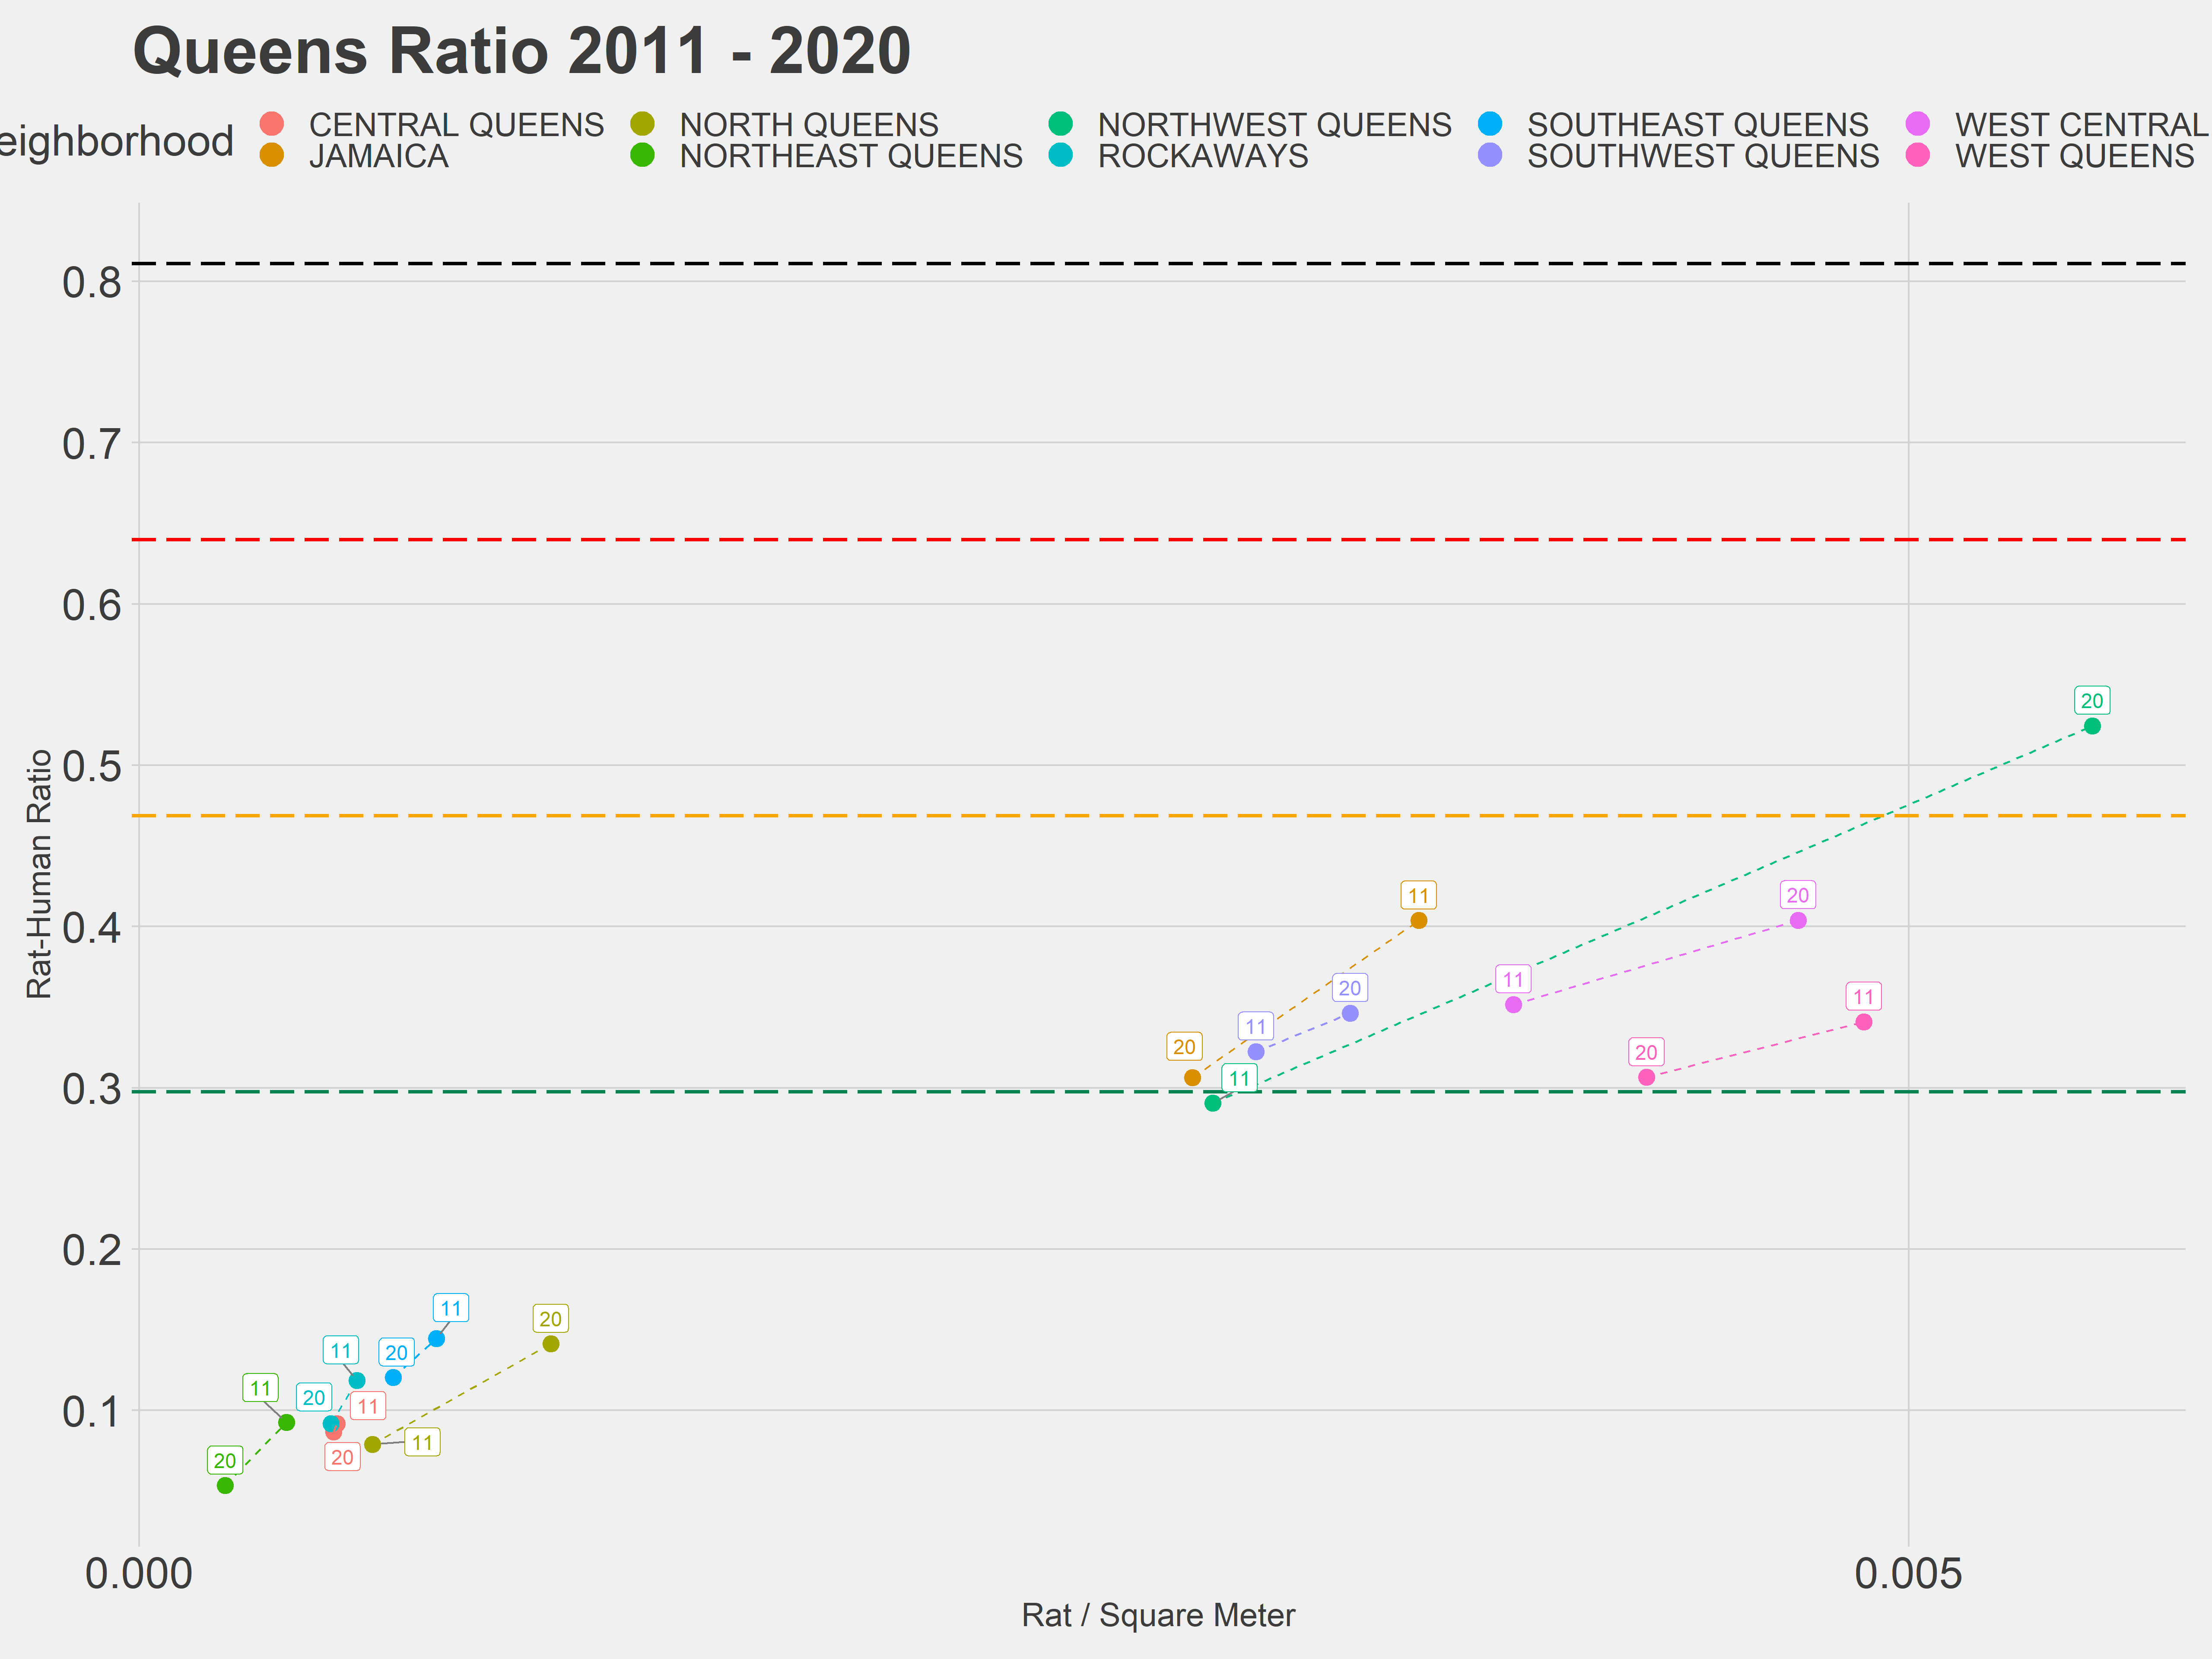 Queens Ratio 2011 - 2020
eighborhood
CENTRAL QUEENS
NORTH QUEENS
NORTHWEST QUEENS
SOUTHEAST QUEENS
WEST CENTRAL
JAMAICA
NORTHEAST QUEENS
ROCKAWAYS
SOUTHWEST QUEENS
WEST QUEENS
0.8
0.7
0.6
0.5
0.4
0.3
0.2
0.1
Rat-Human Ratio
20
11
20
11
20
11
11
20
20
11
11
20
20
11
20
11
20
11
11
20
0.000
0.005
Rat / Square Meter